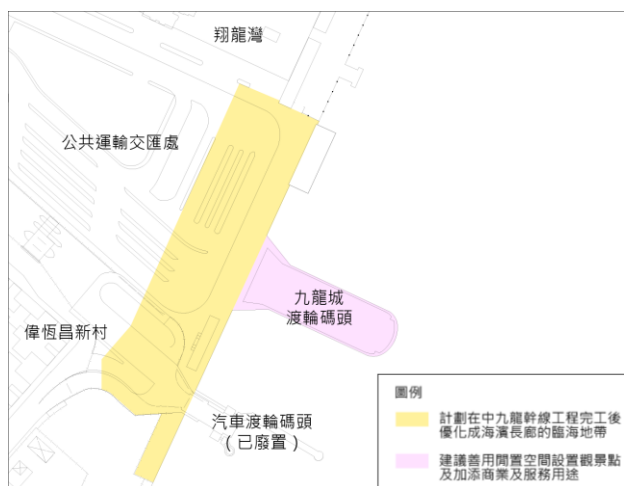 翔龍灣
公共運輸交匯處
九龍城
渡輪碼頭
偉恆昌新村
汽車渡輪碼頭
(已廢置)
圖例
計劃在中九龍幹線工程完工後
優化成海濱長廊的臨海地帶
建議善用閒置空間設置觀景點
及加添商業及服務用途